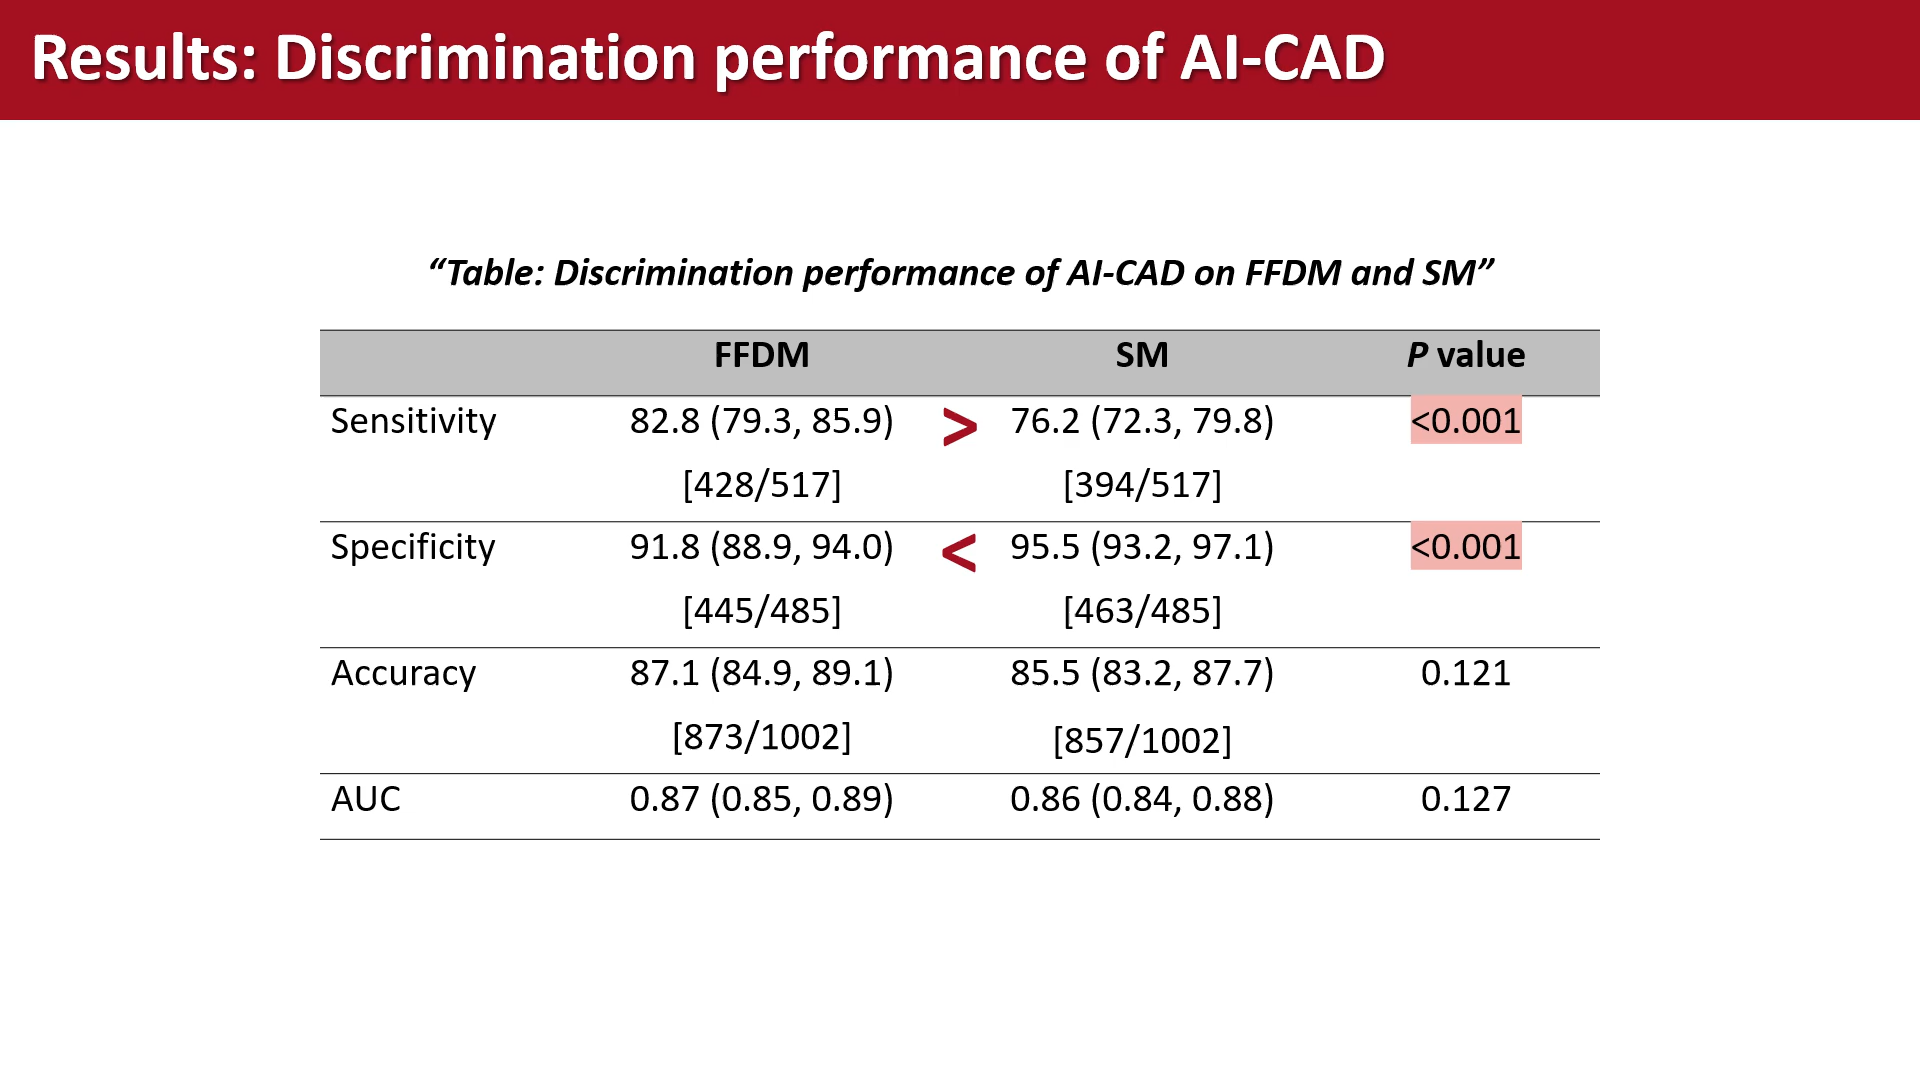 Results: Discrimination performance of AI-CAD
“Table: Discrimination performance of AI-CAD on FFDM and SM”
FFDM SM P value
Sensitivity 82.8 (79.3, 85.9) > 76.2 (72.3, 79.8) <0.001
[428/517] [394/517]
Specificity 91.8 (88.9, 94.0) < 95.5 (93.2, 97.1) <0.001
[445/485] [463/485]
Accuracy 87.1 (84.9, 89.1) 85.5 (83.2, 87.7) 0.121
[873/1002] [857/1002]
AUC 0.87 (0.85, 0.89) 0.86 (0.84, 0.88) 0.127